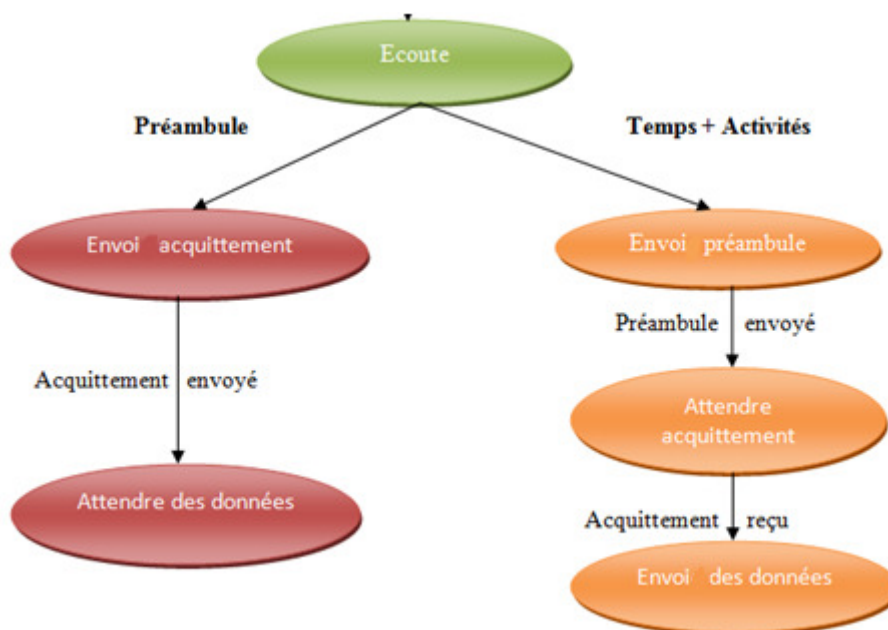 Ecoute
Préambule
Temps + Activités
Envoi acquittement
Envoi préambule
Préambule envoyé
Acquittement envoyé
Attendre
acquittement
Attendre des données
Acquittement reçu
Envoi des données